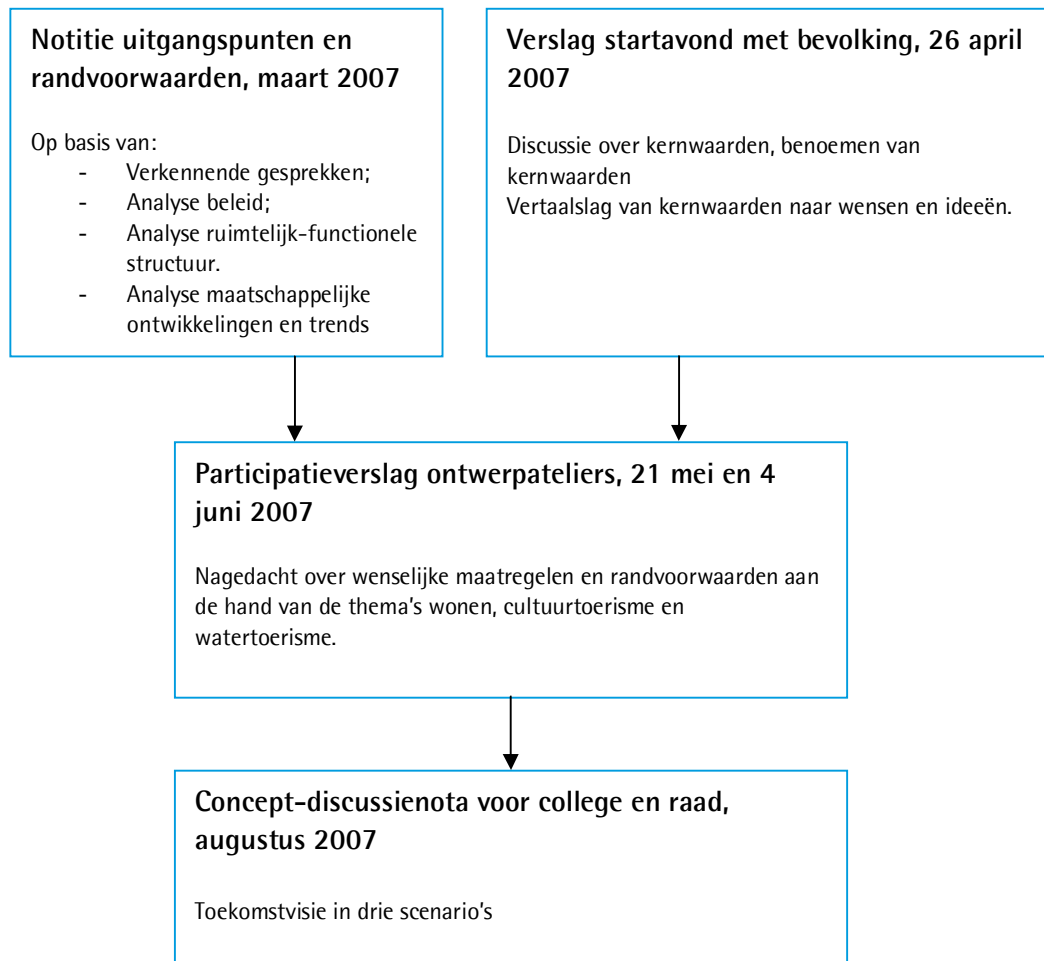 Notitie uitgangspunten en
randvoorwaarden, maart 2007
Op basis van:
- Verkennende gesprekken;
- Analyse beleid;
- Analyse ruimtelijk-functionele
structuur.
- Analyse maatschappelijke
ontwikkelingen en trends
Verslag startavond met bevolking, 26 april
2007
Discussie over kernwaarden, benoemen van
kernwaarden
Vertaalslag van kernwaarden naar wensen en ideeën.
Participatieverslag ontwerpateliers, 21 mei en 4
juni 2007
Nagedacht over wenselijke maatregelen en randvoorwaarden aan
de hand van de thema's wonen, cultuurtoerisme en
watertoerisme.
Concept-discussienota voor college en raad,
augustus 2007
Toekomstvisie in drie scenario's